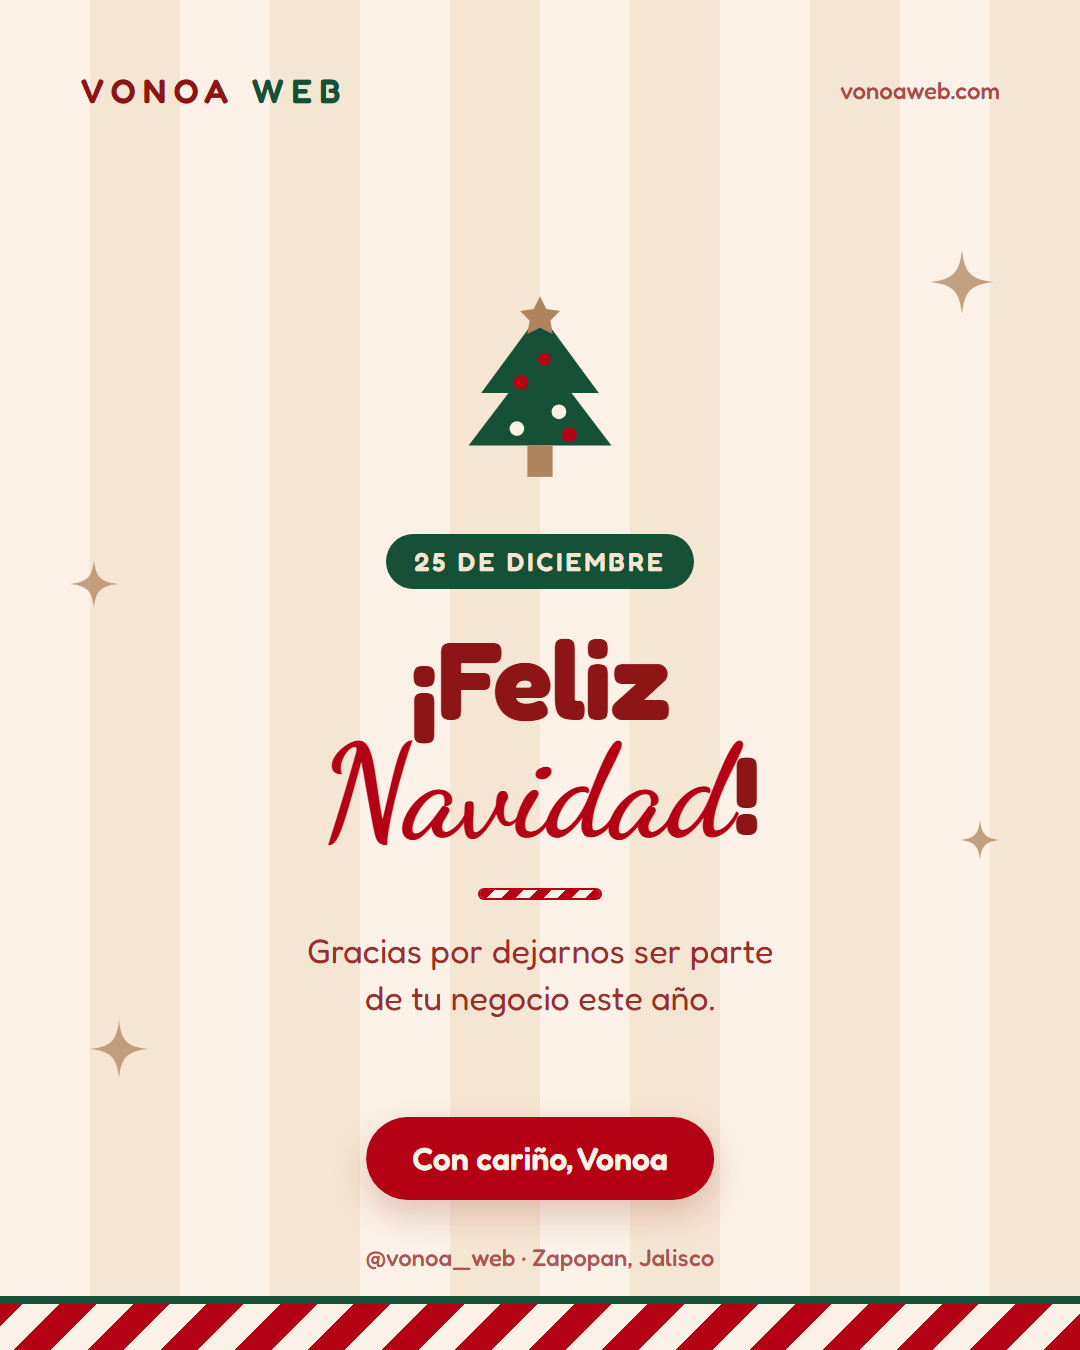 VONOA WEB
vonoaweb.com
25 DE DICIEMBRE
¡Feliz
Navidad!
Gracias por dejarnos ser parte
de tu negocio este año.
Con cariño, Vonoa
@vonoa__web · Zapopan, Jalisco